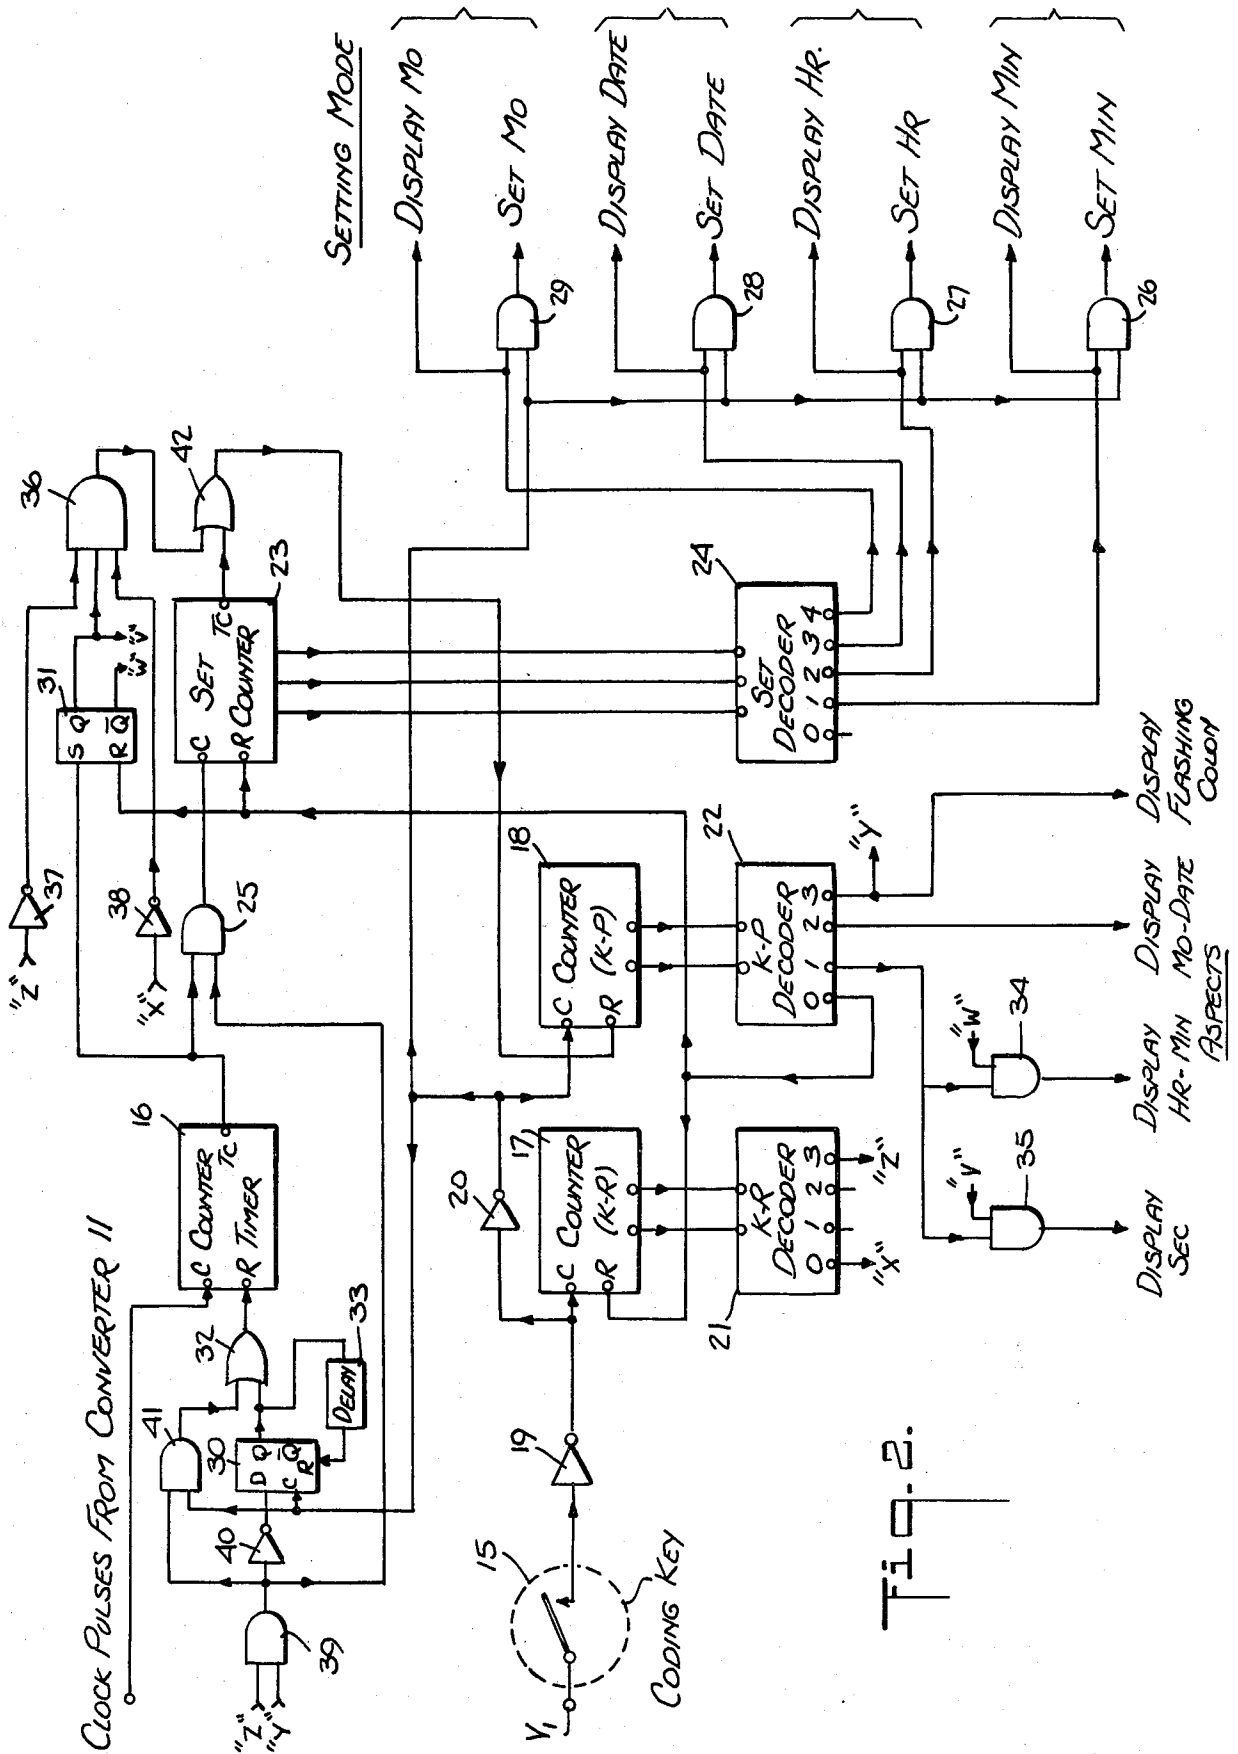 CLOCK PULSES FROM CONVERTER 11
"Z"
"Y"
39
40
41
30
D Q
C Q
R
DELAY
33
32
16
C COUNTER
R TIMER
TC
"Z"
37
"X"
38
25
31
S Q
R Q
"V"
"W"
36
42
23
C SET
R COUNTER
TC
V1
15
CODING KEY
19
20
17
C COUNTER
R (K-R)
18
C COUNTER
R (K-P)
21
K-R
DECODER
0 1 2 3
"X"
"Z"
22
K-P
DECODER
0 1 2 3
"Y"
24
SET
DECODER
0 1 2 3 4
29
28
27
26
SETTING MODE
DISPLAY MO
SET MO
DISPLAY DATE
SET DATE
DISPLAY HR.
SET HR
DISPLAY MIN
SET MIN
"V"
35
"W"
34
DISPLAY
SEC
DISPLAY
HR-MIN
DISPLAY
MO-DATE
DISPLAY
FLASHING
COLON
ASPECTS
Fig. 2.